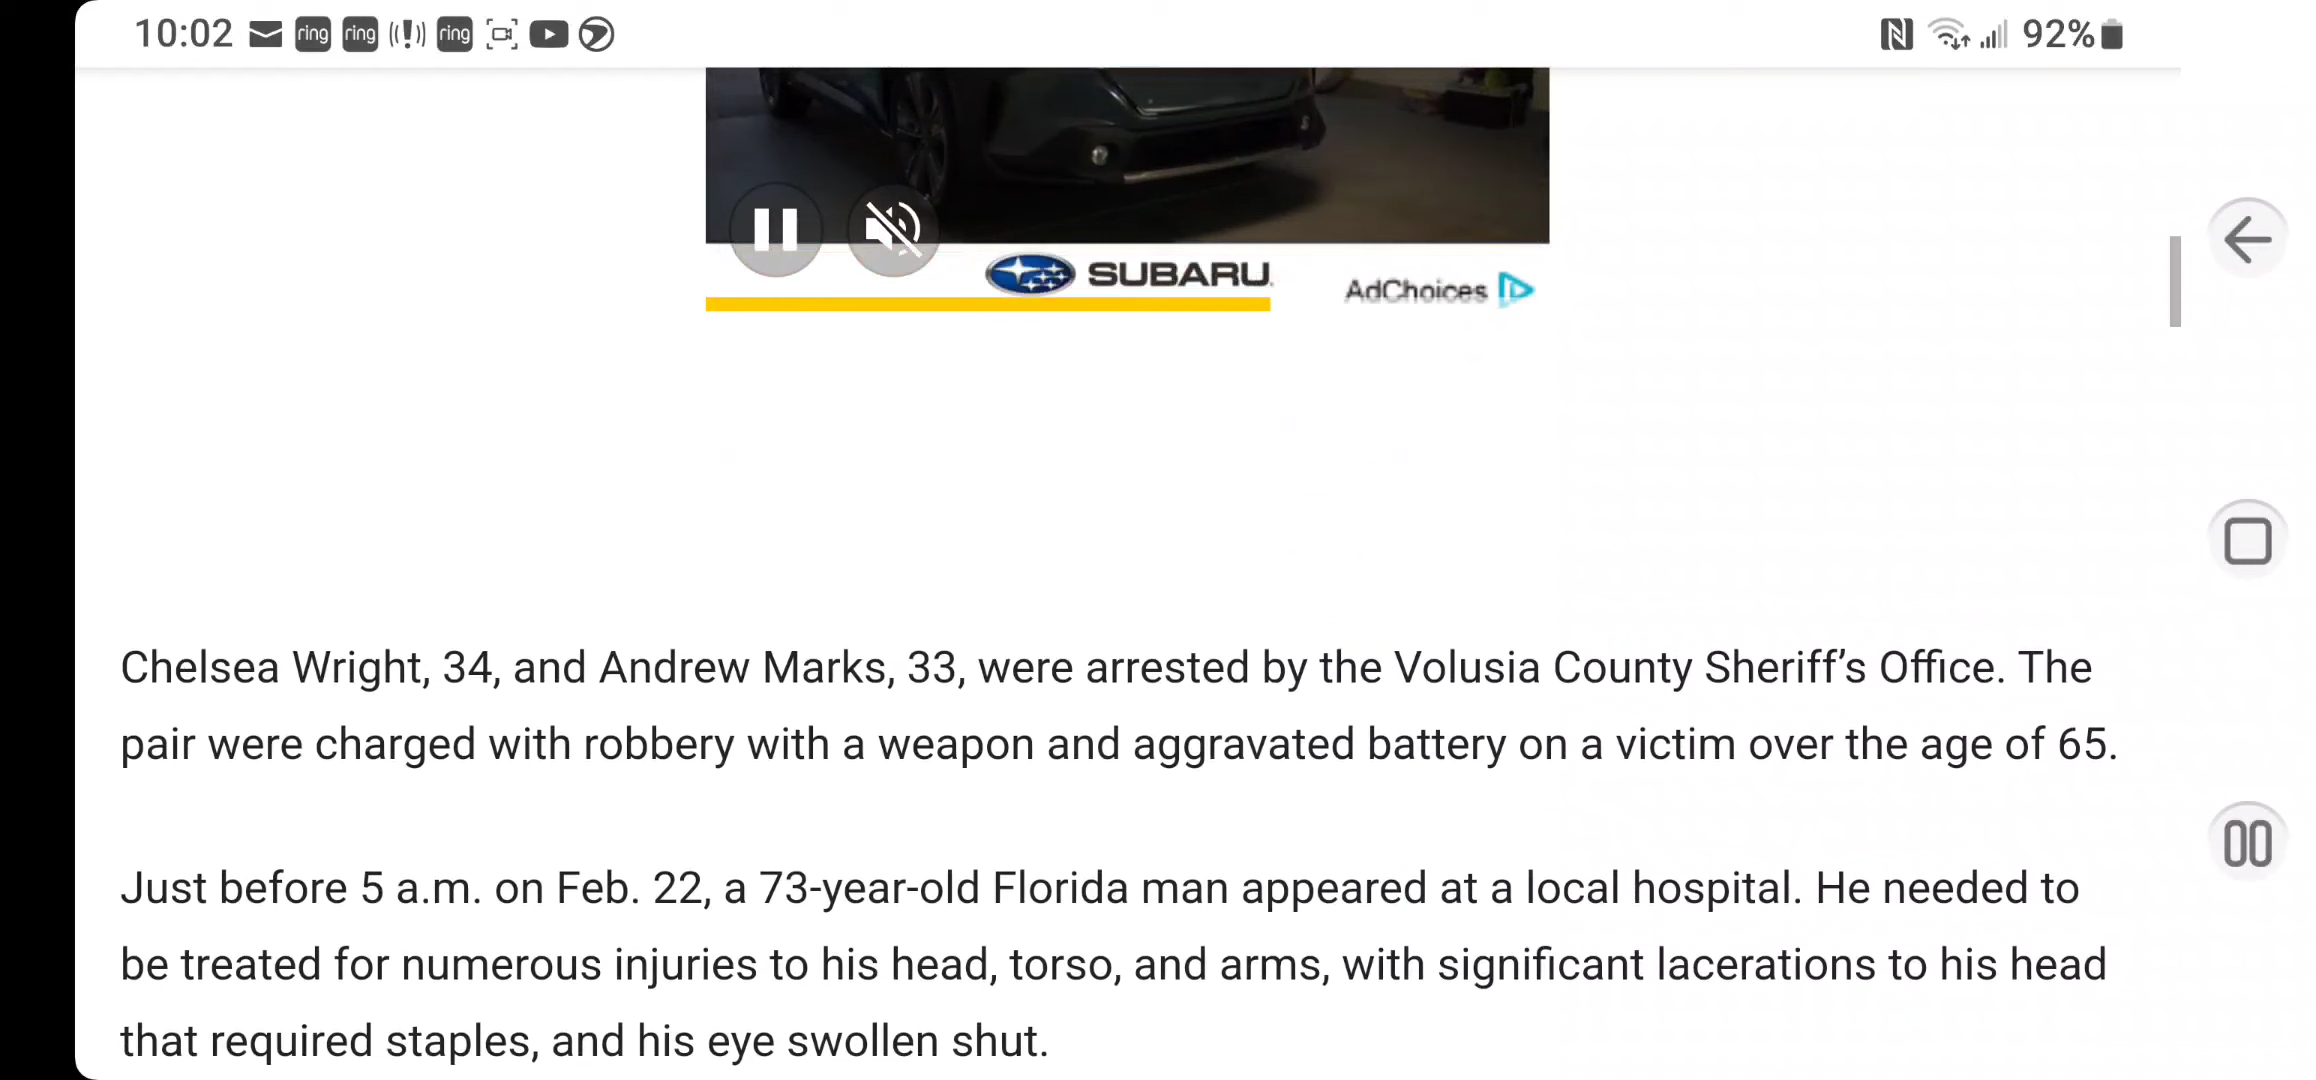 10:02 ring ring ring 92%
SUBARU
AdChoices
Chelsea Wright, 34, and Andrew Marks, 33, were arrested by the Volusia County Sheriff’s Office. The
pair were charged with robbery with a weapon and aggravated battery on a victim over the age of 65.
Just before 5 a.m. on Feb. 22, a 73-year-old Florida man appeared at a local hospital. He needed to
be treated for numerous injuries to his head, torso, and arms, with significant lacerations to his head
that required staples, and his eye swollen shut.